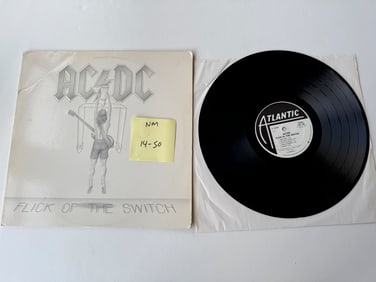 AC DC
NM
14-50
FLICK OF THE SWITCH
ATLANTIC